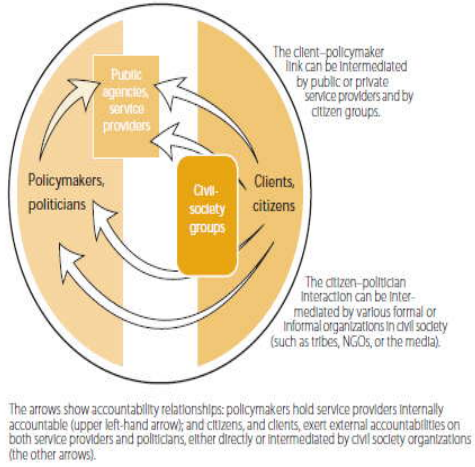 The client–policymaker
link can be intermediated
by public or private
service providers and by
citizen groups.
Public
agencies,
service
providers
Policymakers,
politicians
Civil-
society
groups
Clients,
citizens
The citizen–politician
interaction can be inter-
mediated by various formal or
informal organizations in civil society
(such as tribes, NGOs, or the media).
The arrows show accountability relationships: policymakers hold service providers internally
accountable (upper left-hand arrow); and citizens, and clients, exert external accountabilities on
both service providers and politicians, either directly or intermediated by civil society organizations
(the other arrows).